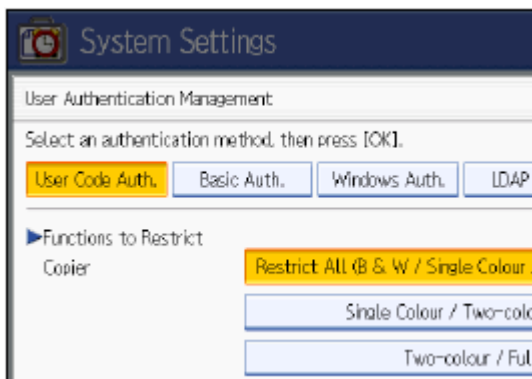 System Settings
User Authentication Management
Select an authentication method, then press [OK].
User Code Auth. Basic Auth. Windows Auth. LDAP
▶Functions to Restrict
Copier Restrict All (B & W / Single Colour
Single Colour / Two-colo
Two-colour / Ful